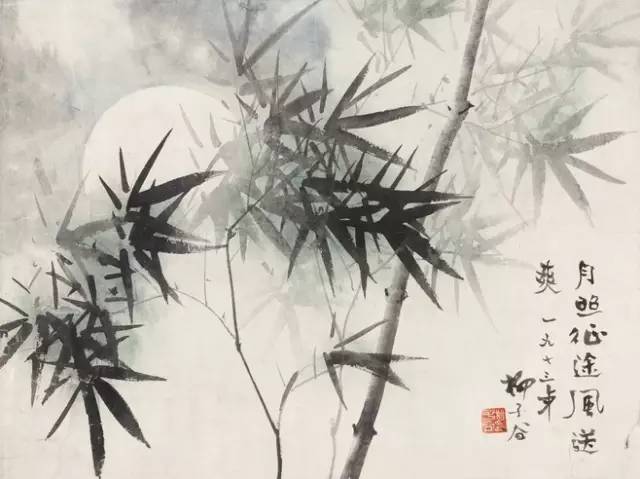 月照征途風送
爽 一九七三年
柳子谷